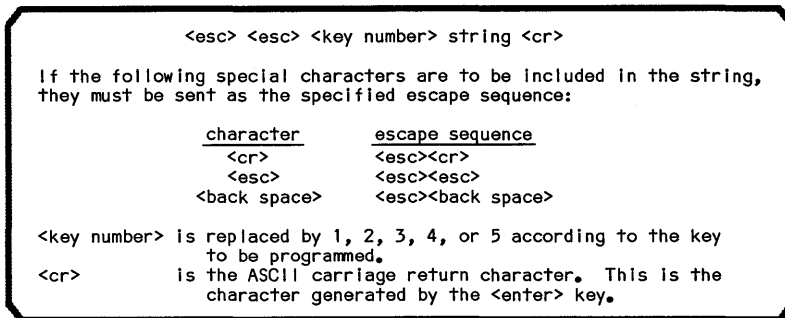 <esc> <esc> <key number> string <cr>
If the following special characters are to be included in the string,
they must be sent as the specified escape sequence:
character escape sequence
<cr> <esc><cr>
<esc> <esc><esc>
<back space> <esc><back space>
<key number> is replaced by 1, 2, 3, 4, or 5 according to the key
to be programmed.
<cr> is the ASCII carriage return character. This is the
character generated by the <enter> key.